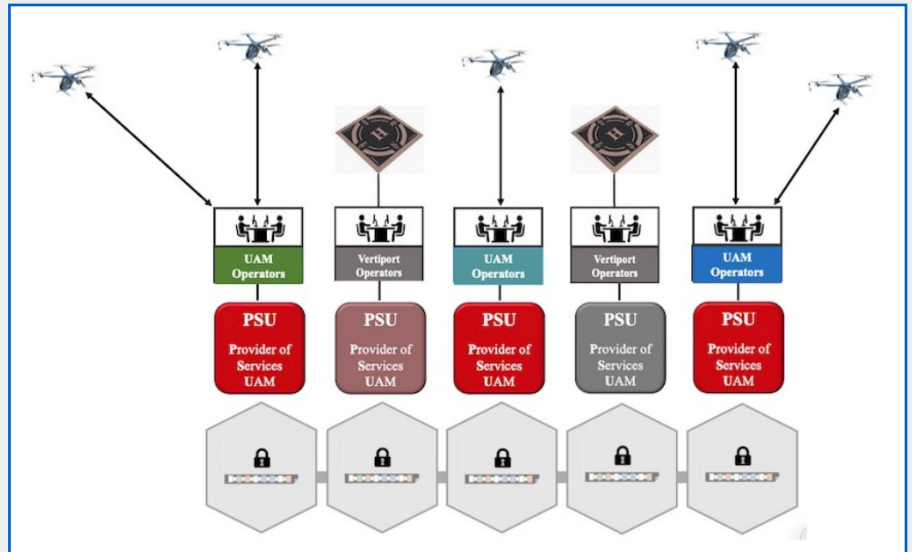 H
H
UAM
Operators
Vertiport
Operators
UAM
Operators
Vertiport
Operators
UAM
Operators
PSU
Provider of
Services
UAM
PSU
Provider of
Services
UAM
PSU
Provider of
Services
UAM
PSU
Provider of
Services
UAM
PSU
Provider of
Services
UAM